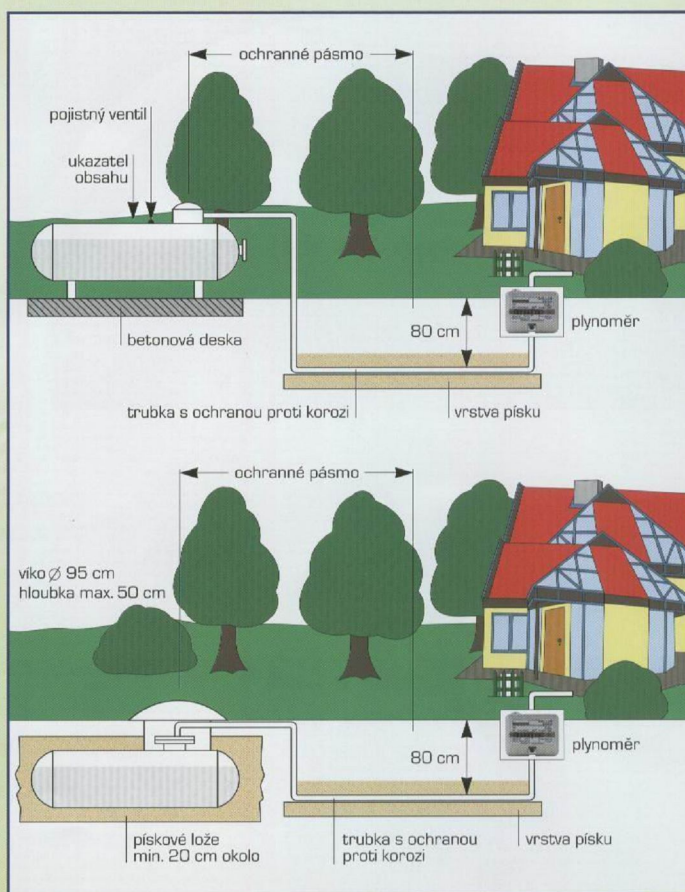 ochranné pásmo
pojistný ventil
ukazatel
obsahu
80 cm
plynoměr
betonová deska
trubka s ochranou proti korozi
vrstva písku
ochranné pásmo
víko Ø 95 cm
hloubka max. 50 cm
80 cm
plynoměr
pískové lože
min. 20 cm okolo
trubka s ochranou
proti korozi
vrstva písku